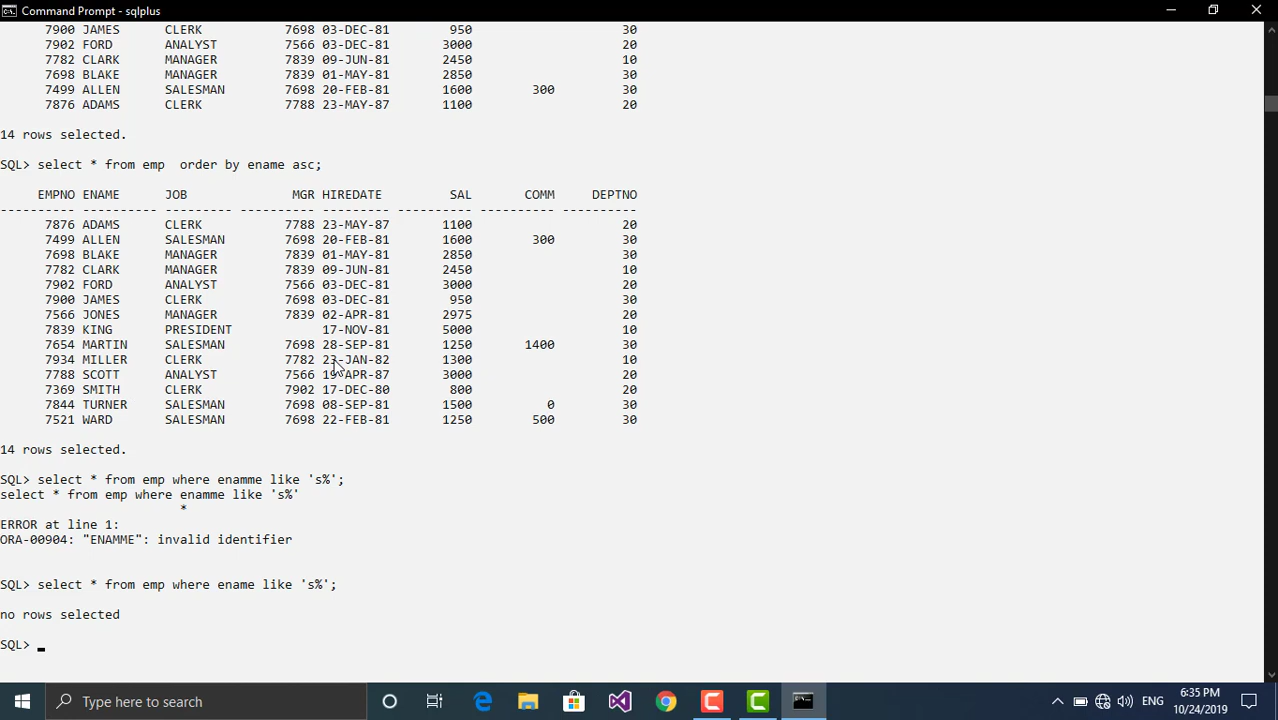 Command Prompt - sqlplus
7900 JAMES CLERK 7698 03-DEC-81 950 30
7902 FORD ANALYST 7566 03-DEC-81 3000 20
7782 CLARK MANAGER 7839 09-JUN-81 2450 10
7698 BLAKE MANAGER 7839 01-MAY-81 2850 30
7499 ALLEN SALESMAN 7698 20-FEB-81 1600 300 30
7876 ADAMS CLERK 7788 23-MAY-87 1100 20
14 rows selected.
SQL> select * from emp  order by ename asc;
EMPNO ENAME JOB MGR HIREDATE SAL COMM DEPTNO
---------- ---------- --------- ---------- --------- ---------- ---------- ----------
7876 ADAMS CLERK 7788 23-MAY-87 1100 20
7499 ALLEN SALESMAN 7698 20-FEB-81 1600 300 30
7698 BLAKE MANAGER 7839 01-MAY-81 2850 30
7782 CLARK MANAGER 7839 09-JUN-81 2450 10
7902 FORD ANALYST 7566 03-DEC-81 3000 20
7900 JAMES CLERK 7698 03-DEC-81 950 30
7566 JONES MANAGER 7839 02-APR-81 2975 20
7839 KING PRESIDENT 17-NOV-81 5000 10
7654 MARTIN SALESMAN 7698 28-SEP-81 1250 1400 30
7934 MILLER CLERK 7782 23-JAN-82 1300 10
7788 SCOTT ANALYST 7566 19-APR-87 3000 20
7369 SMITH CLERK 7902 17-DEC-80 800 20
7844 TURNER SALESMAN 7698 08-SEP-81 1500 0 30
7521 WARD SALESMAN 7698 22-FEB-81 1250 500 30
14 rows selected.
SQL> select * from emp where enamme like 's%';
select * from emp where enamme like 's%'
*
ERROR at line 1:
ORA-00904: "ENAMME": invalid identifier
SQL> select * from emp where ename like 's%';
no rows selected
SQL>
Type here to search
ENG
6:35 PM
10/24/2019